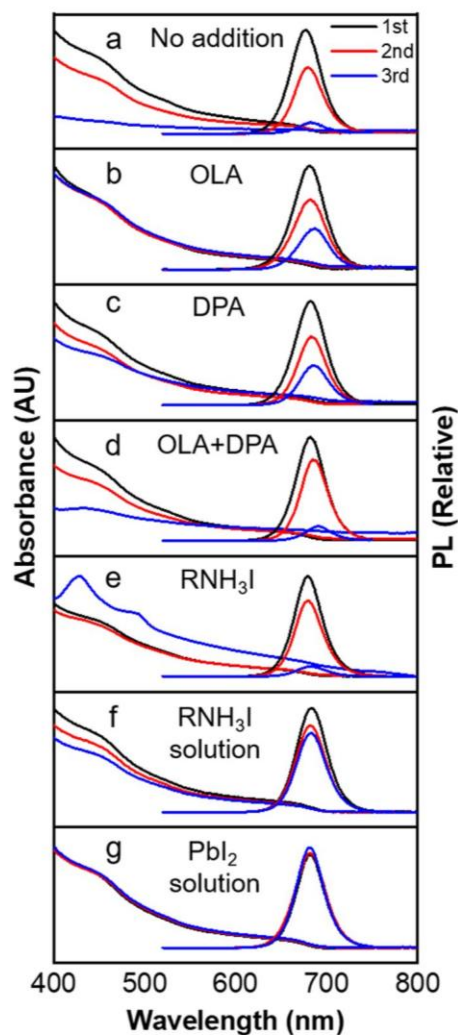 a
No addition
1st
2nd
3rd
b
OLA
c
DPA
d
OLA+DPA
e
RNH₃I
f
RNH₃I
solution
g
PbI₂
solution
Absorbance (AU)
PL (Relative)
400 500 600 700 800
Wavelength (nm)